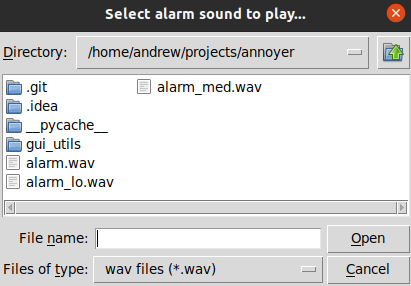 Select alarm sound to play...
Directory: /home/andrew/projects/annoyer
.git
.idea
__pycache__
gui_utils
alarm.wav
alarm_lo.wav
alarm_med.wav
File name: Open
Files of type: wav files (*.wav) Cancel